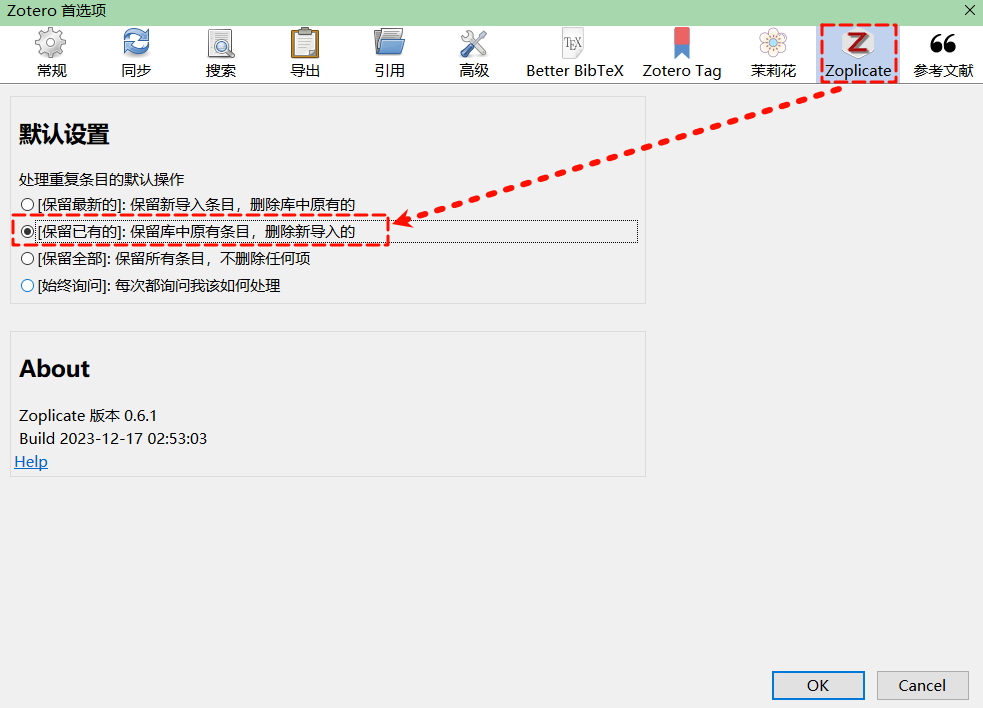 Zotero 首选项
常规
同步
搜索
导出
引用
高级
TEX
Better BibTeX
Zotero Tag
茉莉花
Z
Zoplicate
参考文献
默认设置
处理重复条目的默认操作
[保留最新的]: 保留新导入条目，删除库中原有的
[保留已有的]: 保留库中原有条目，删除新导入的
[保留全部]: 保留所有条目，不删除任何项
[始终询问]: 每次都询问我该如何处理
About
Zoplicate 版本 0.6.1
Build 2023-12-17 02:53:03
Help
OK
Cancel